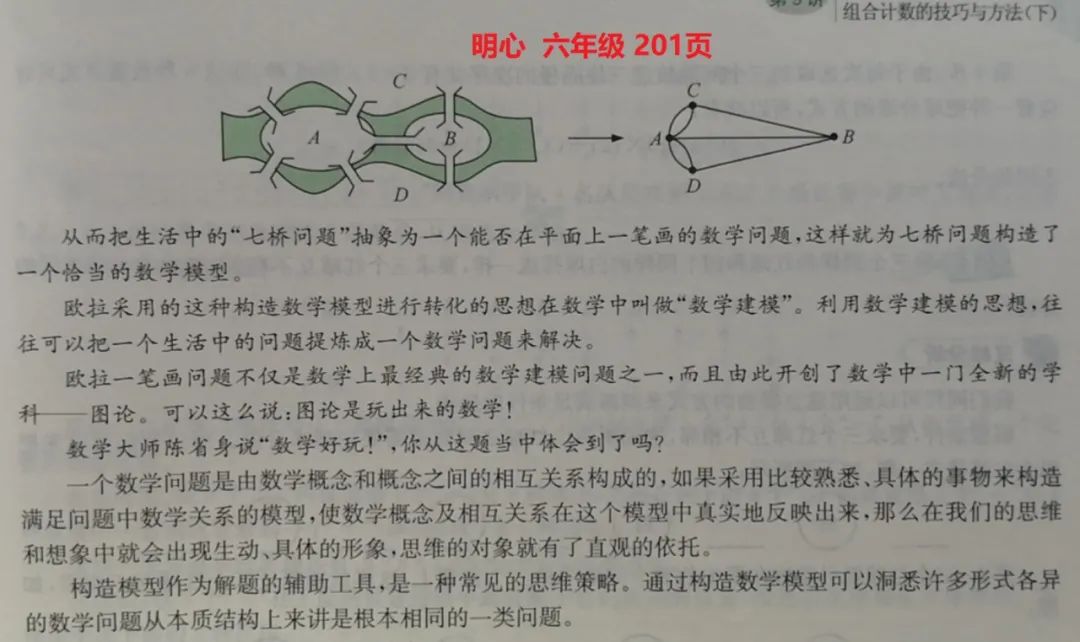 组合计数的技巧与方法(下)
明心 六年级 201页
C
A
B
D
C
A
B
D
从而把生活中的“七桥问题”抽象为一个能否在平面上一笔画的数学问题,这样就为七桥问题构造了
一个恰当的数学模型。
欧拉采用的这种构造数学模型进行转化的思想在数学中叫做“数学建模”。利用数学建模的思想,往
往可以把一个生活中的问题提炼成一个数学问题来解决。
欧拉一笔画问题不仅是数学上最经典的数学建模问题之一,而且由此开创了数学中一门全新的学
科——图论。可以这么说:图论是玩出来的数学!
数学大师陈省身说“数学好玩!”,你从这题当中体会到了吗?
一个数学问题是由数学概念和概念之间的相互关系构成的,如果采用比较熟悉、具体的事物来构造
满足问题中数学关系的模型,使数学概念及相互关系在这个模型中真实地反映出来,那么在我们的思维
和想象中就会出现生动、具体的形象,思维的对象就有了直观的依托。
构造模型作为解题的辅助工具,是一种常见的思维策略。通过构造数学模型可以洞悉许多形式各异
的数学问题从本质结构上来讲是根本相同的一类问题。